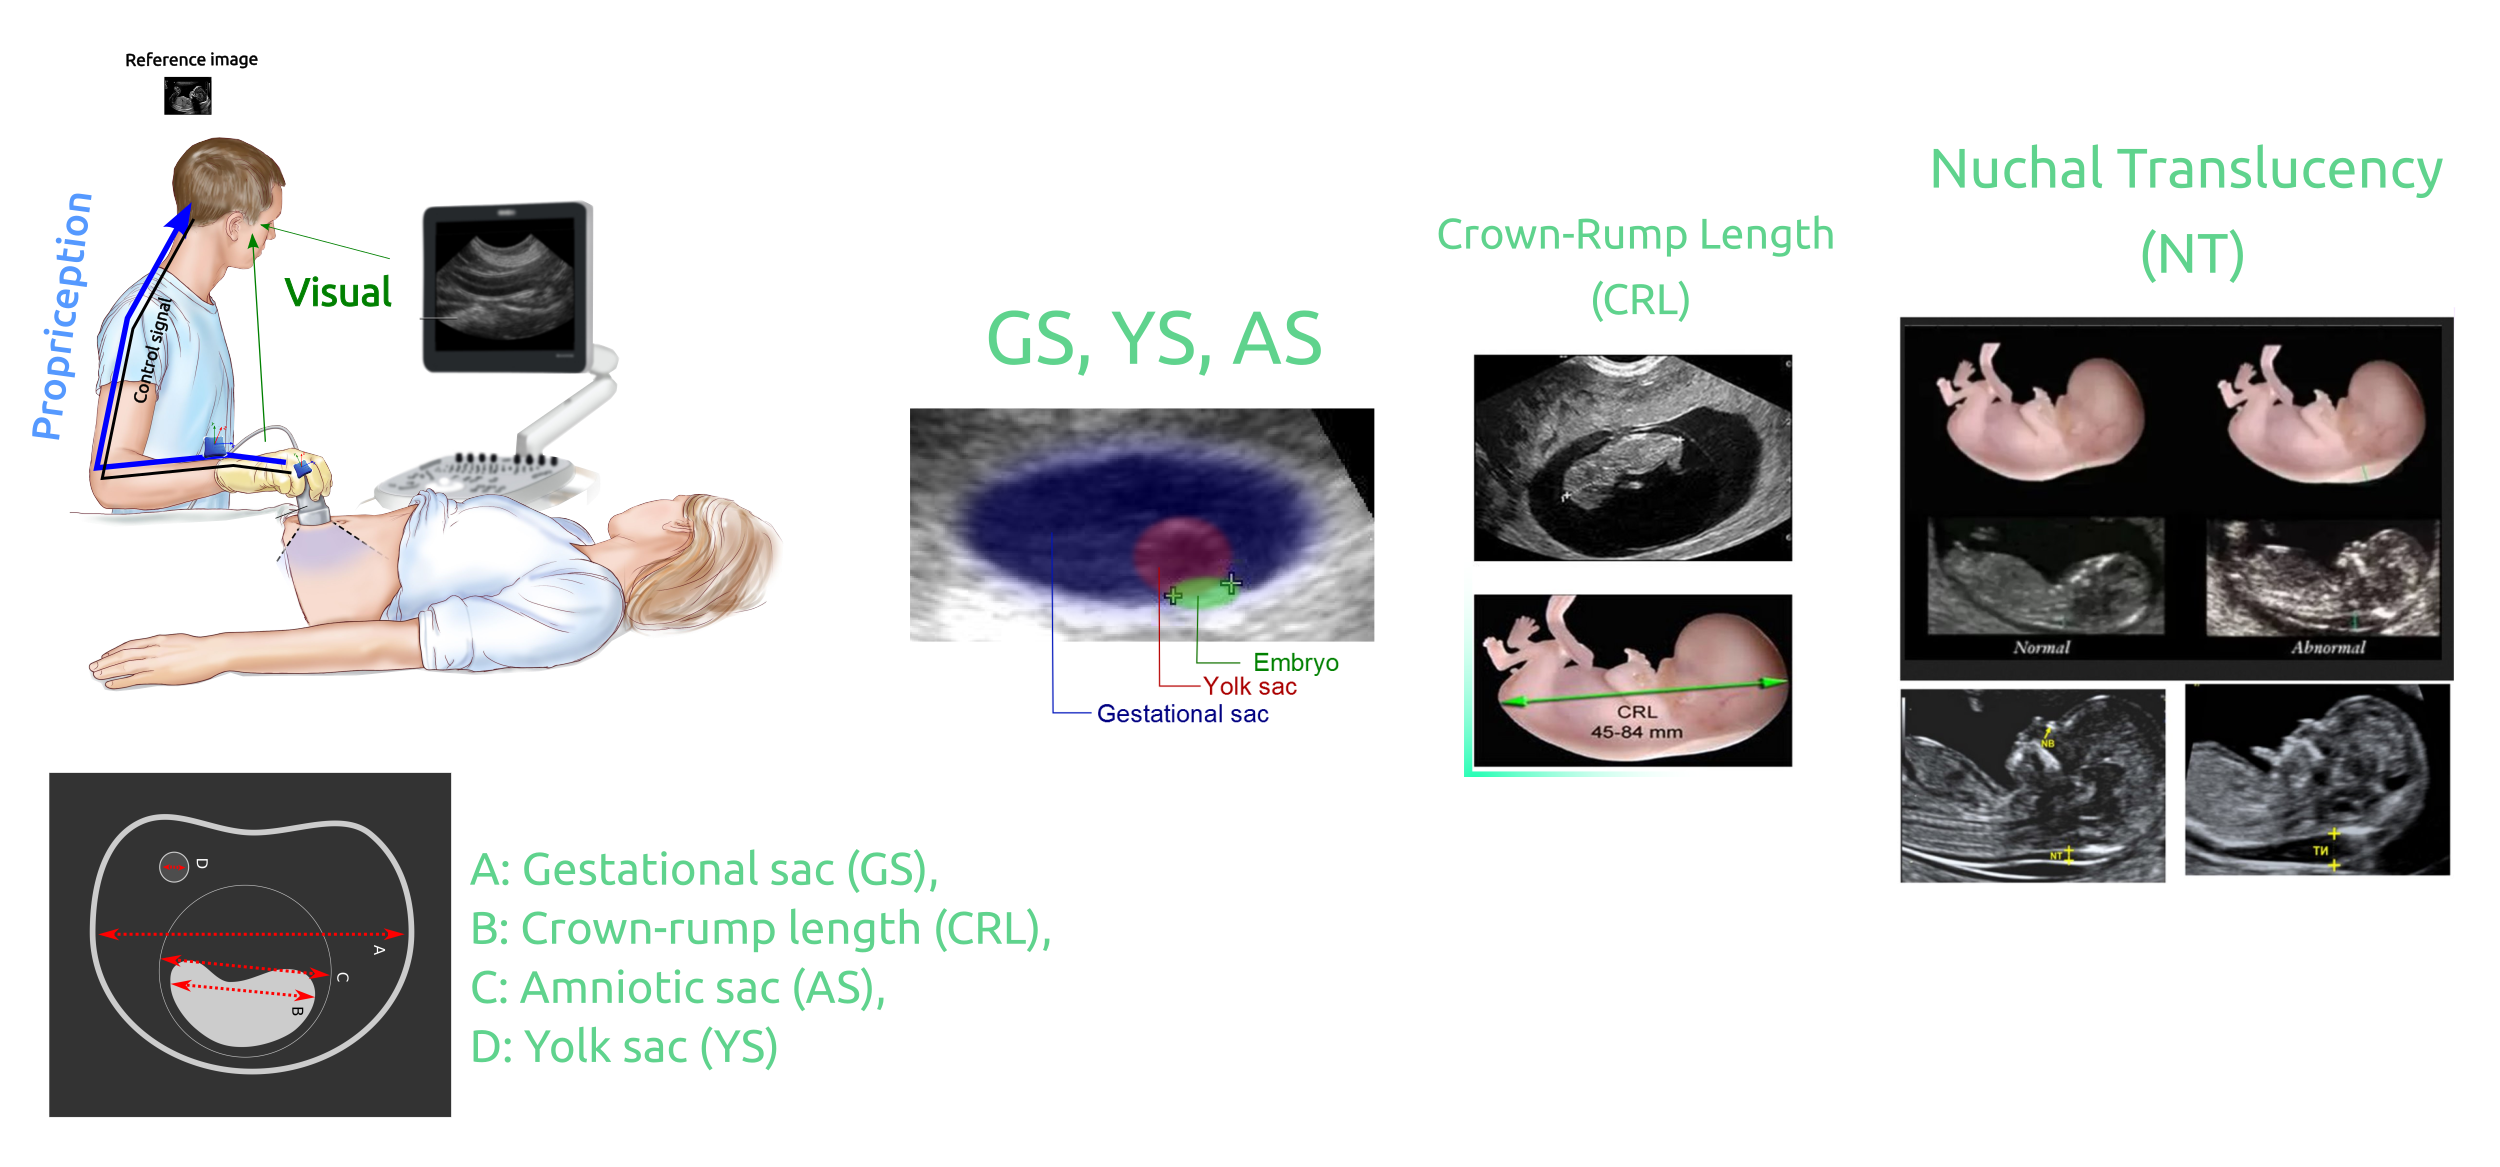 Reference image
Propriception
Control signal
Visual
GS, YS, AS
Embryo
Yolk sac
Gestational sac
Crown-Rump Length
(CRL)
CRL
45-84 mm
Nuchal Translucency
(NT)
Normal
Abnormal
NB
NT
NT
D
A
C
B
A: Gestational sac (GS),
B: Crown-rump length (CRL),
C: Amniotic sac (AS),
D: Yolk sac (YS)